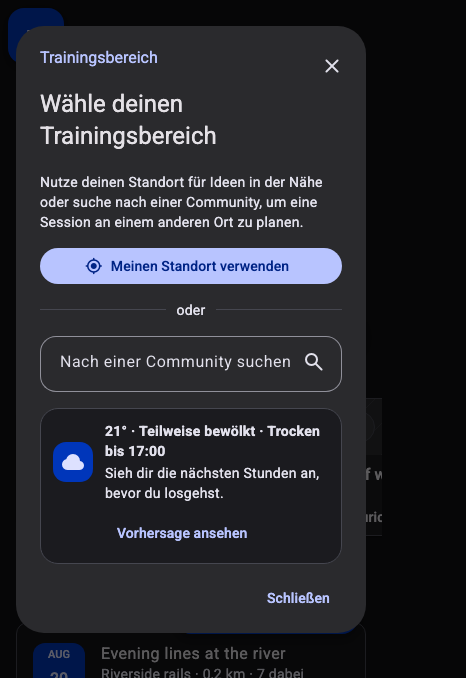 Trainingsbereich
Wähle deinen
Trainingsbereich
Nutze deinen Standort für Ideen in der Nähe
oder suche nach einer Community, um eine
Session an einem anderen Ort zu planen.
Meinen Standort verwenden
oder
Nach einer Community suchen
21° · Teilweise bewölkt · Trocken
bis 17:00
Sieh dir die nächsten Stunden an,
bevor du losgehst.
Vorhersage ansehen
Schließen
AUG
Evening lines at the river
Riverside rails · 0,2 km · 7 dabei